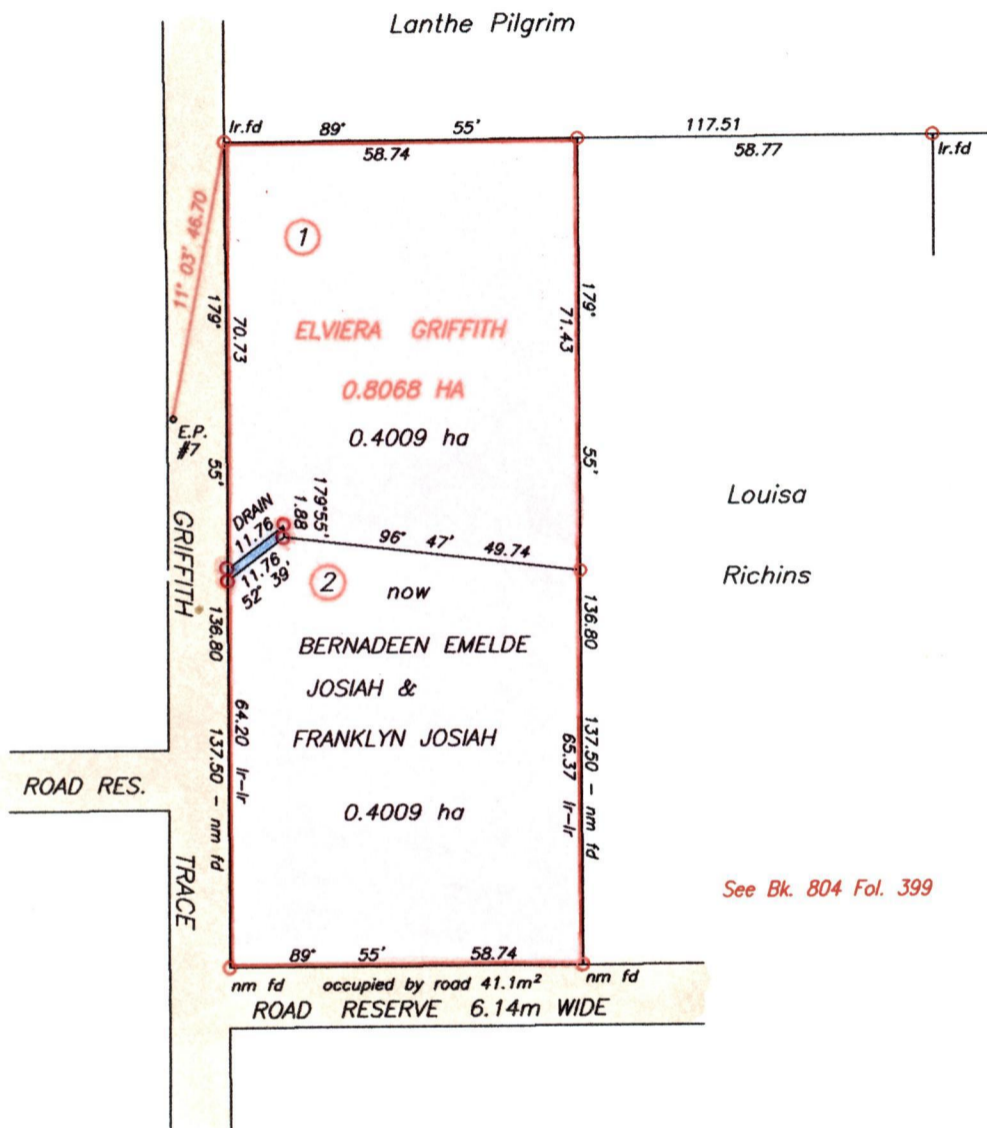 Lanthe Pilgrim
Ir.fd
89° 55'
58.74
117.51
58.77
Ir.fd
11° 03' 46.70
179° 55'
70.73
1
71.43
179° 55'
ELVIERA GRIFFITH
0.8068 HA
0.4009 ha
E.P.
#7
Louisa
Richins
DRAIN
11.76
179°55'
1.88
11.76
52° 39'
96° 47' 49.74
2
now
BERNADEEN EMELDE
JOSIAH &
FRANKLYN JOSIAH
0.4009 ha
GRIFFITH TRACE
136.80
137.50 - nm fd
64.20 Ir-Ir
65.37 Ir-Ir
136.80
137.50 - nm fd
ROAD RES.
See Bk. 804 Fol. 399
89° 55' 58.74
nm fd
occupied by road 41.1m²
nm fd
ROAD RESERVE 6.14m WIDE